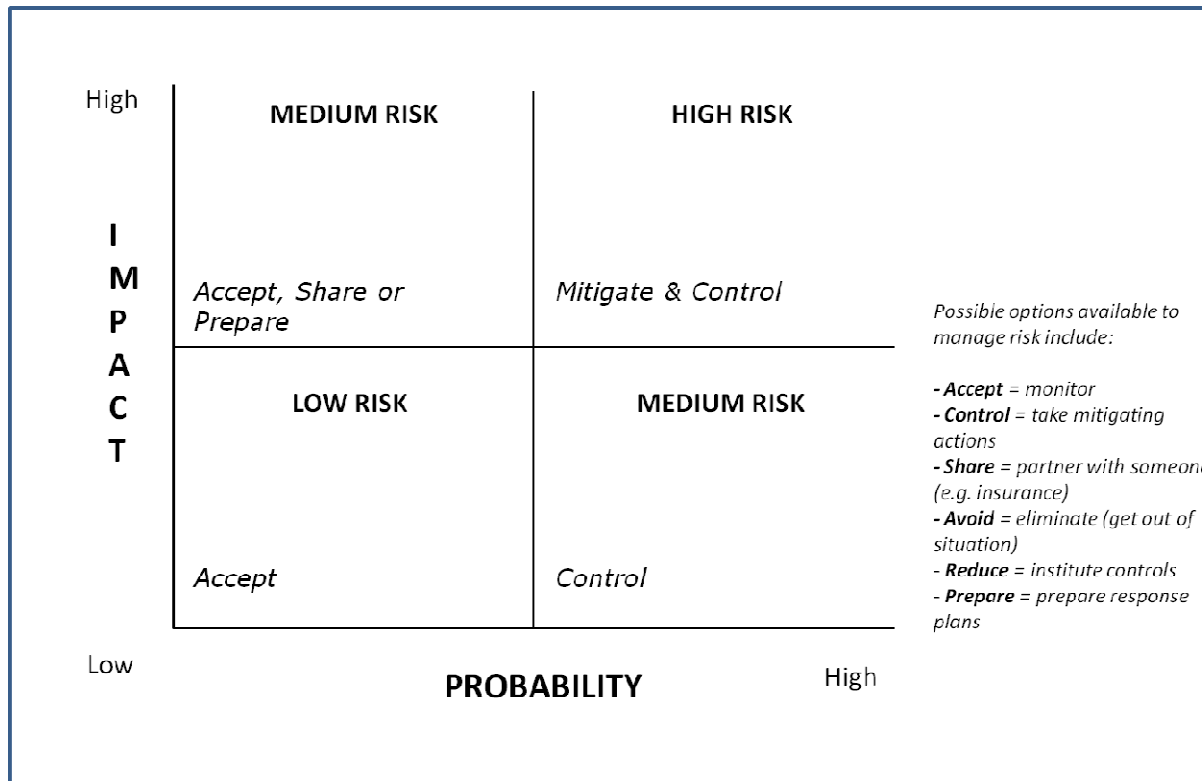 High
MEDIUM RISK
HIGH RISK
I
M
P
A
C
T
Accept, Share or
Prepare
Mitigate & Control
LOW RISK
MEDIUM RISK
Accept
Control
Low
PROBABILITY
High
Possible options available to
manage risk include:
- Accept = monitor
- Control = take mitigating
actions
- Share = partner with someone
(e.g. insurance)
- Avoid = eliminate (get out of
situation)
- Reduce = institute controls
- Prepare = prepare response
plans